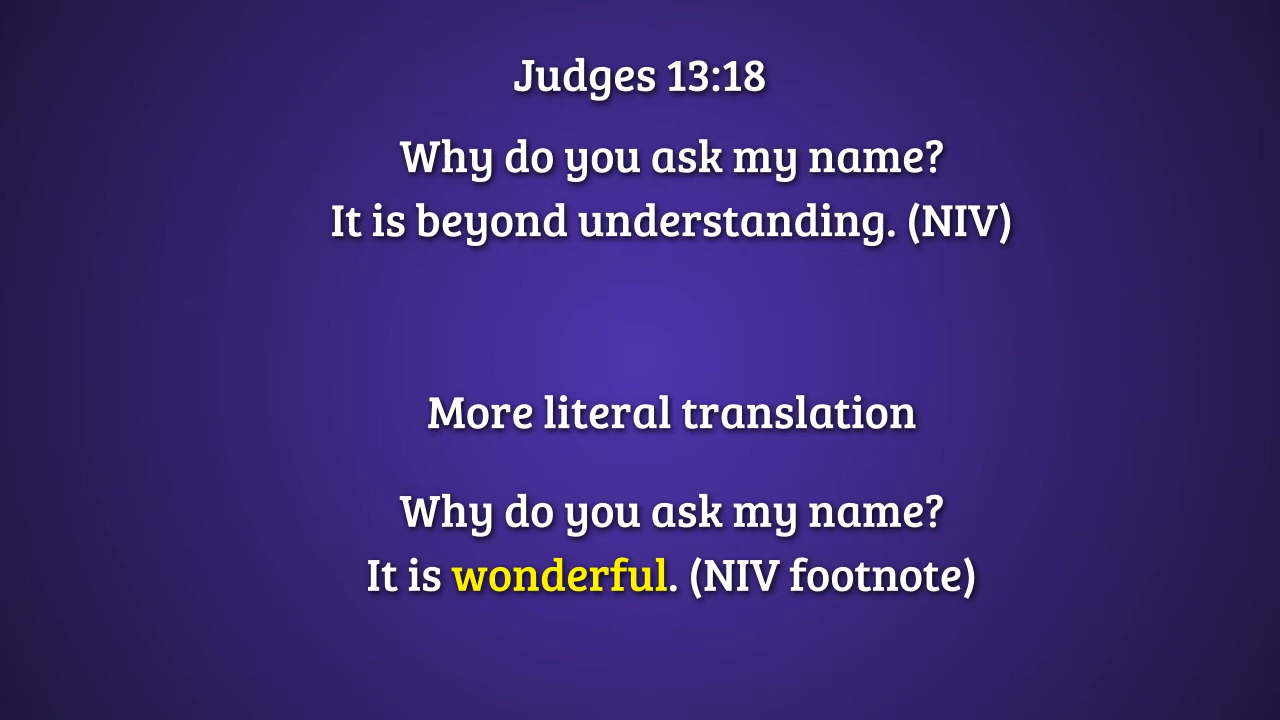 Judges 13:18
Why do you ask my name?
It is beyond understanding. (NIV)
More literal translation
Why do you ask my name?
It is wonderful. (NIV footnote)